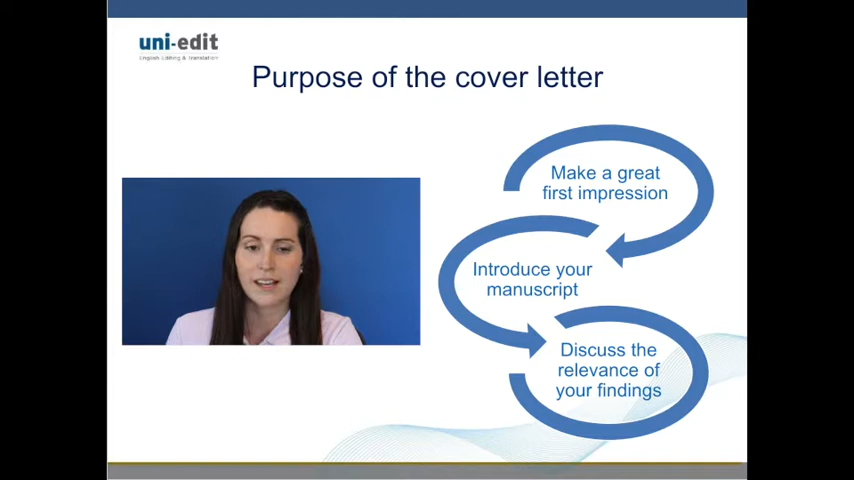 uni-edit
English Editing & Translation
Purpose of the cover letter
Make a great
first impression
Introduce your
manuscript
Discuss the
relevance of
your findings